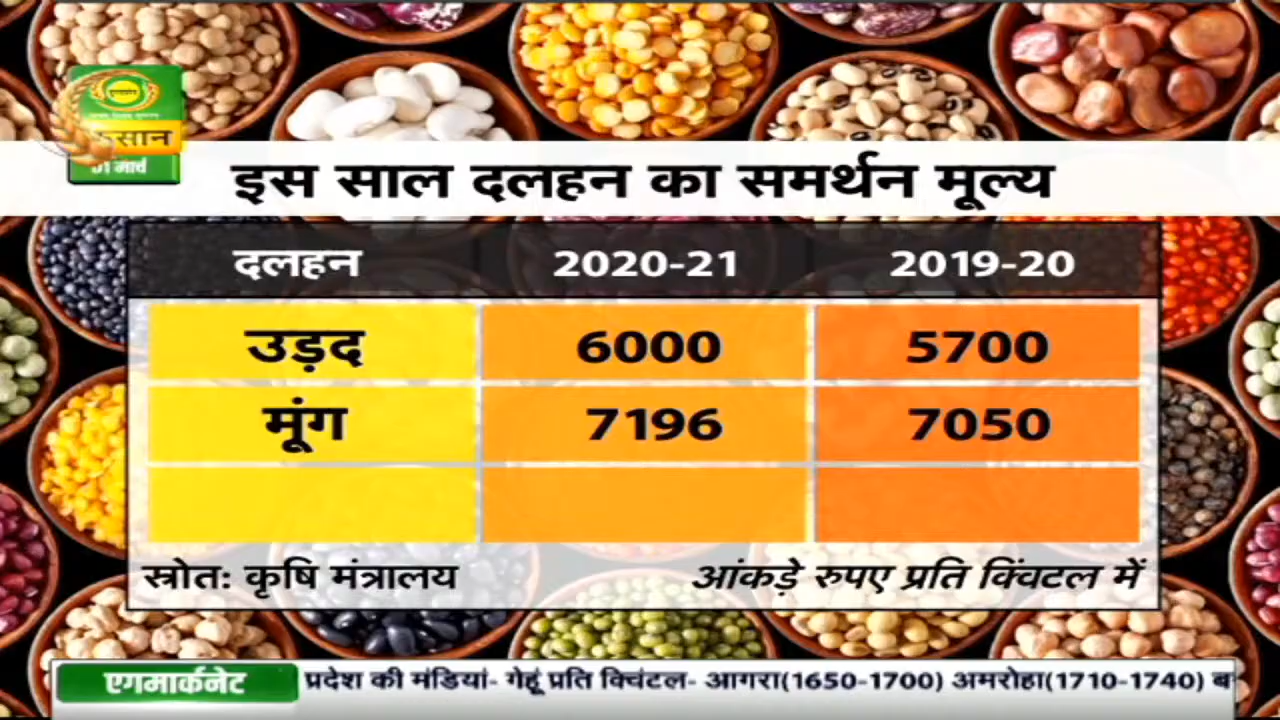 किसान
01 मार्च
इस साल दलहन का समर्थन मूल्य
दलहन 2020-21 2019-20
उड़द 6000 5700
मूंग 7196 7050
स्रोत: कृषि मंत्रालय आंकड़े रुपए प्रति क्विंटल में
एगमार्कनेट प्रदेश की मंडियां- गेहूं प्रति क्विंटल- आगरा(1650-1700) अमरोहा(1710-1740)